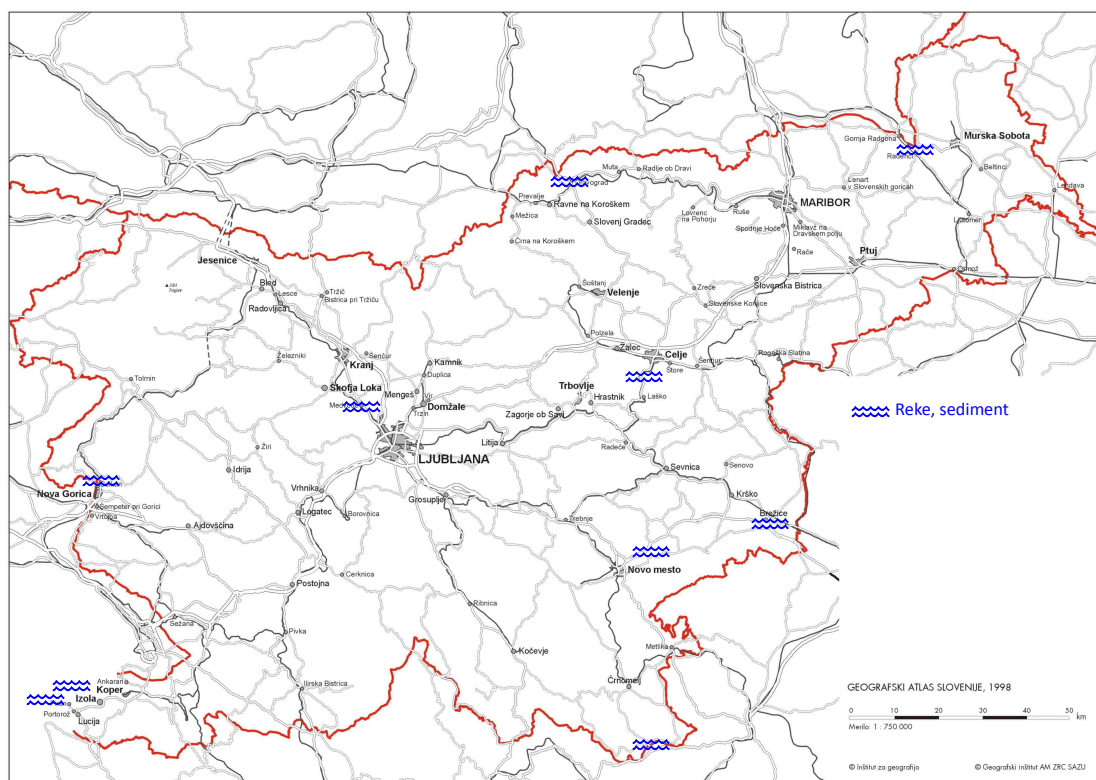 Murska Sobota
Gornja Radgona
Radenci
Beltinci
Lendava
Ljutomer
Lenart
v Slovenskih goricah
Muta
Radlje ob Dravi
Prevalje
Ravne na Koroškem
Mežica
Slovenj Gradec
Črna na Koroškem
MARIBOR
Ruše
Lovrenc
na Pohorju
Spodnje Hoče
Miklavž na
Dravskem polju
Rače
Ptuj
Ormož
Jesenice
Bled
Lesce
Radovljica
Tržič
Bistrica pri Tržiču
Šoštanj
Velenje
Zreče
Slovenska Bistrica
Slovenske Konjice
Polzela
Žalec
Celje
Štore
Šentjur
Rogaška Slatina
Železniki
Šenčur
Kranj
Kamnik
Duplica
Tolmin
Škofja Loka
Mengeš
Vir
Domžale
Trzin
Trbovlje
Hrastnik
Zagorje ob Savi
Laško
Reke, sediment
Žiri
Idrija
LJUBLJANA
Litija
Radeče
Sevnica
Senovo
Krško
Brežice
Nova Gorica
Šempeter pri Gorici
Vrtojba
Ajdovščina
Vrhnika
Logatec
Borovnica
Grosuplje
Trebnje
Novo mesto
Postojna
Cerknica
Ribnica
Sežana
Pivka
Kočevje
Metlika
Črnomelj
Ilirska Bistrica
Ankaran
Koper
Izola
Portorož
Lucija
GEOGRAFSKI ATLAS SLOVENIJE, 1998
0 10 20 30 40 50 km
Merilo: 1 : 750.000
© Inštitut za geografijo
© Geografski inštitut AM ZRC SAZU